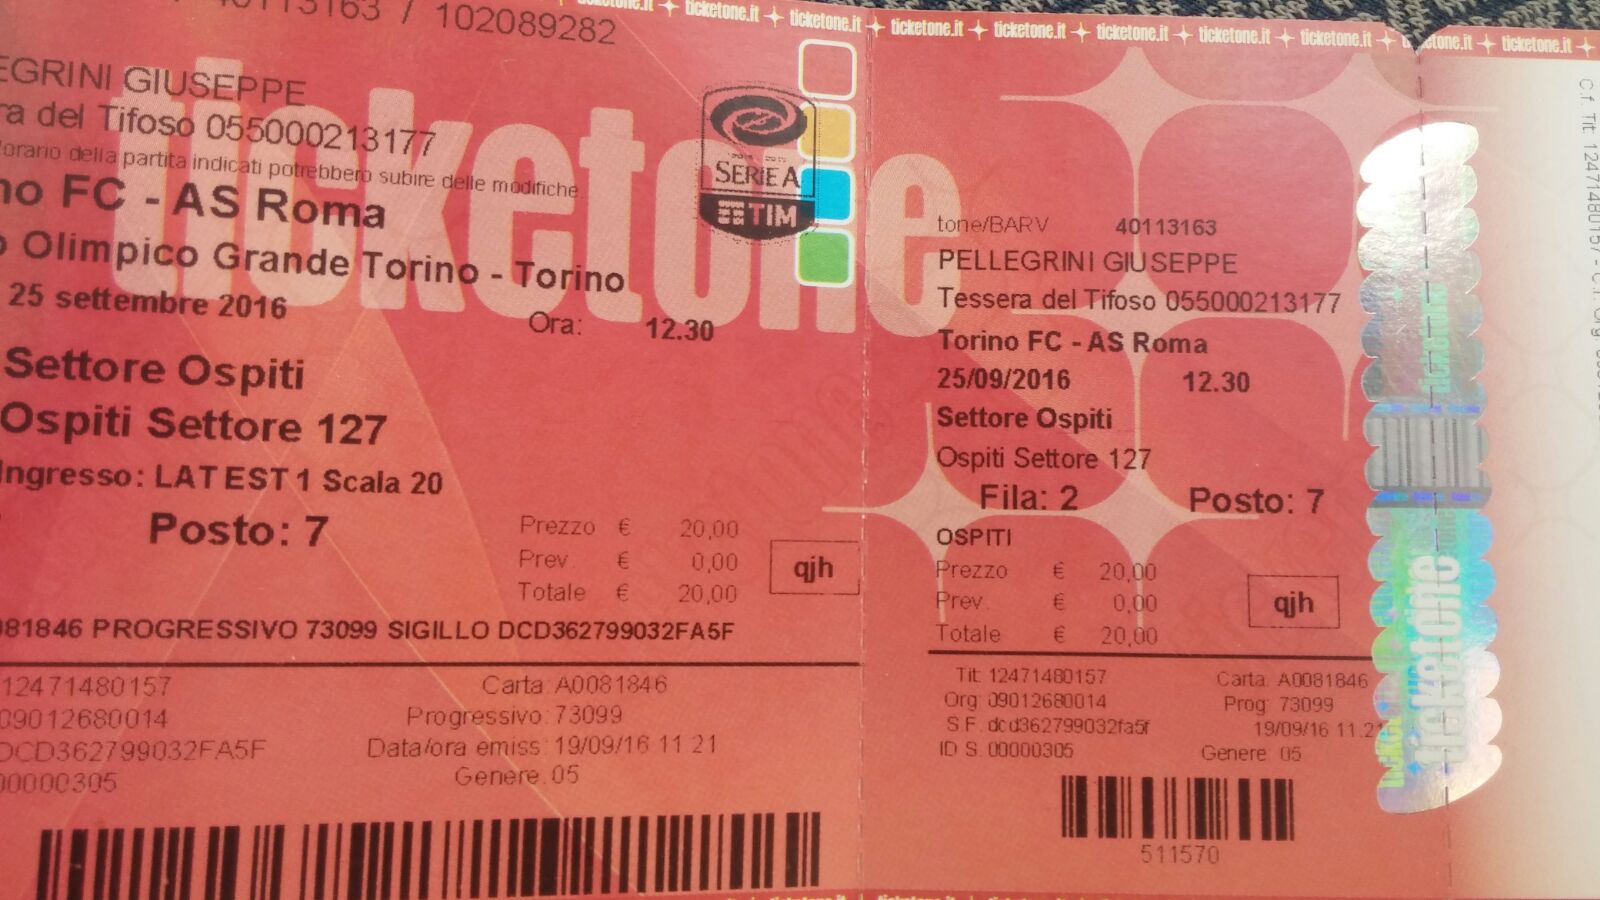 ticketone.it ticketone.it ticketone.it ticketone.it ticketone.it ticketone.it ticketone.it
40113163 / 102089282
EGRINI GIUSEPPE
ra del Tifoso 055000213177
orario della partita indicati potrebbero subire delle modifiche
no FC - AS Roma
o Olimpico Grande Torino - Torino
25 settembre 2016
Ora: 12.30
Settore Ospiti
Ospiti Settore 127
Ingresso: LAT EST 1 Scala 20
Posto: 7
Prezzo € 20,00
Prev. € 0,00
Totale € 20,00
qjh
081846 PROGRESSIVO 73099 SIGILLO DCD362799032FA5F
12471480157
09012680014
DCD362799032FA5F
00000305
Carta: A0081846
Progressivo: 73099
Data/ora emiss: 19/09/16 11:21
Genere: 05
ticketone
SERIE A
TIM
tone/BARV 40113163
PELLEGRINI GIUSEPPE
Tessera del Tifoso 055000213177
Torino FC - AS Roma
25/09/2016 12.30
Settore Ospiti
Ospiti Settore 127
Fila: 2 Posto: 7
OSPITI
Prezzo € 20,00
Prev. € 0,00
Totale € 20,00
qjh
Tit: 12471480157 Carta: A0081846
Org: 09012680014 Prog: 73099
S.F. dcd362799032fa5f 19/09/16 11:21
ID S. 00000305 Genere: 05
511570
ticketone
ticketone
C.f. Tit: 12471480157